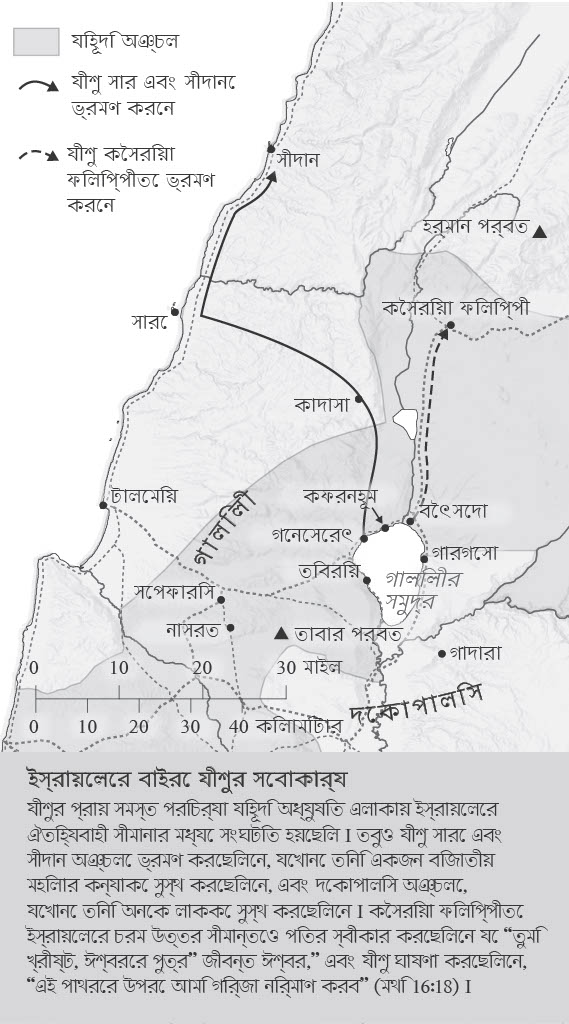 যিহূদি অঞ্চল
যীশু সোর এবং সীদোনে
ভ্রমণ করেন
যীশু কৈসরিয়া
ফিলিপ্পীতে ভ্রমণ
করেন
সীদোন
হর্মোন পর্বত
কৈসরিয়া ফিলিপ্পী
সোর
কাদাসা
টালেমিয়
গালীল
কফরনহূম
বৈৎসদো
গিনেসরেৎ
গারগেসো
তিবিরিয়
গালীলীর
সমুদ্র
সেপফোরিস
নাসরত
তাবোর পর্বত
গাদারা
0 10 20 30 মাইল
0 10 20 30 40 কিলোমিটার
দিকাপলি
ইস্রায়েলের বাইরে যীশুর সেবাকার্য
যীশুর প্রায় সমস্ত পরিচর্যা যিহূদি অধ্যুষিত এলাকায় ইস্রায়েলের
ঐতিহ্যবাহী সীমানার মধ্যে সংঘটিত হয়েছিল। তবুও যীশু সোর এবং
সীদোন অঞ্চলে ভ্রমণ করেছিলেন, যেখানে তিনি একজন বিজাতীয়
মহিলার কন্যাকে সুস্থ করেছিলেন, এবং দিকাপলি অঞ্চলে,
যেখানে তিনি অনেক লোককে সুস্থ করেছিলেন। কৈসরিয়া ফিলিপ্পীতে
ইস্রায়েলের চরম উত্তর সীমান্তেও পিতর স্বীকার করেছিলেন যে “তুমি
খ্রীষ্ট, ঈশ্বরের পুত্র” জীবন্ত ঈশ্বর,” এবং যীশু ঘোষণা করেছিলেন,
“এই পাথরের উপরে আমি গির্জা নির্মাণ করব” (মথি 16:18)।